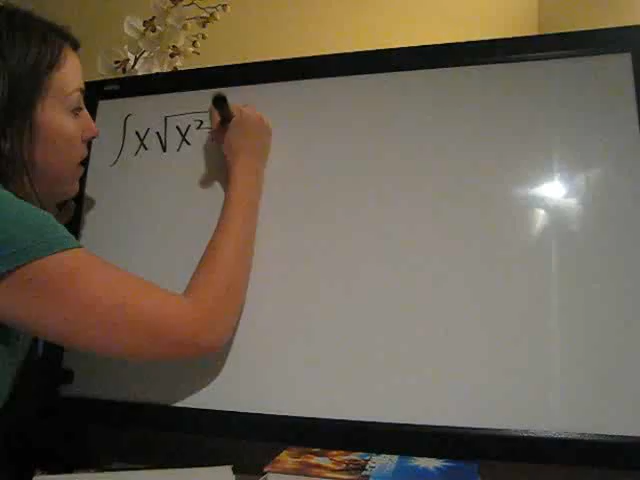 ∫ x √x²